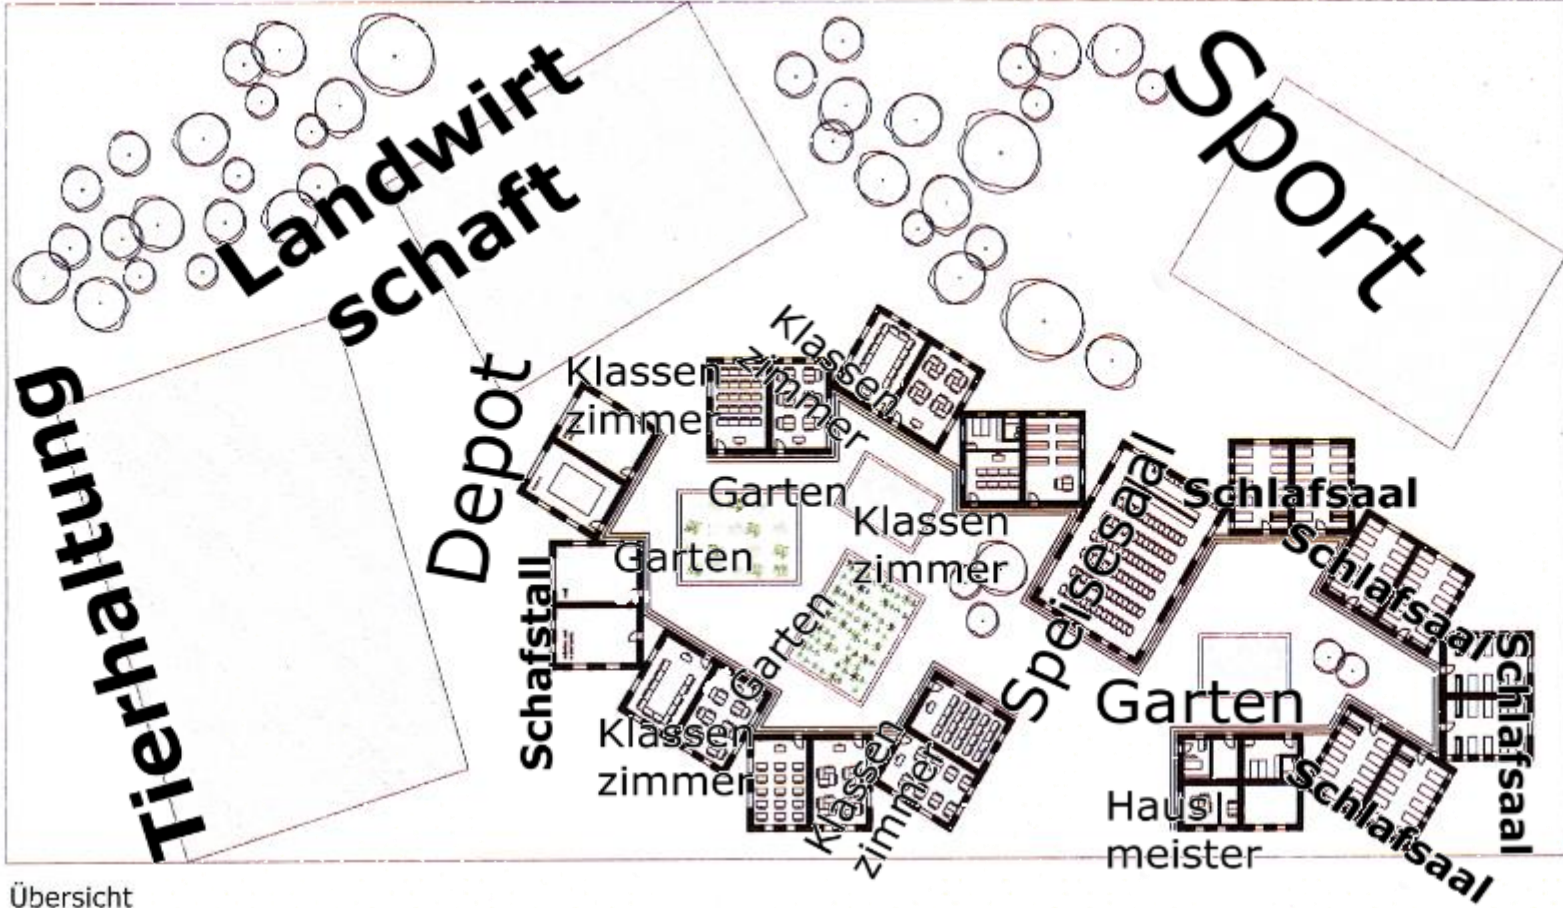 Landwirt
schaft
Sport
Tierhaltung
Depot
Klassen
zimmer
Klassen
zimmer
Garten
Klassen
zimmer
Garten
Garten
Speisesaal
Schlafsaal
Schlafsaal
Schlafsaal
Schlafsaal
Schafstall
Klassen
zimmer
Klassen
zimmer
Garten
Haus
meister
Übersicht